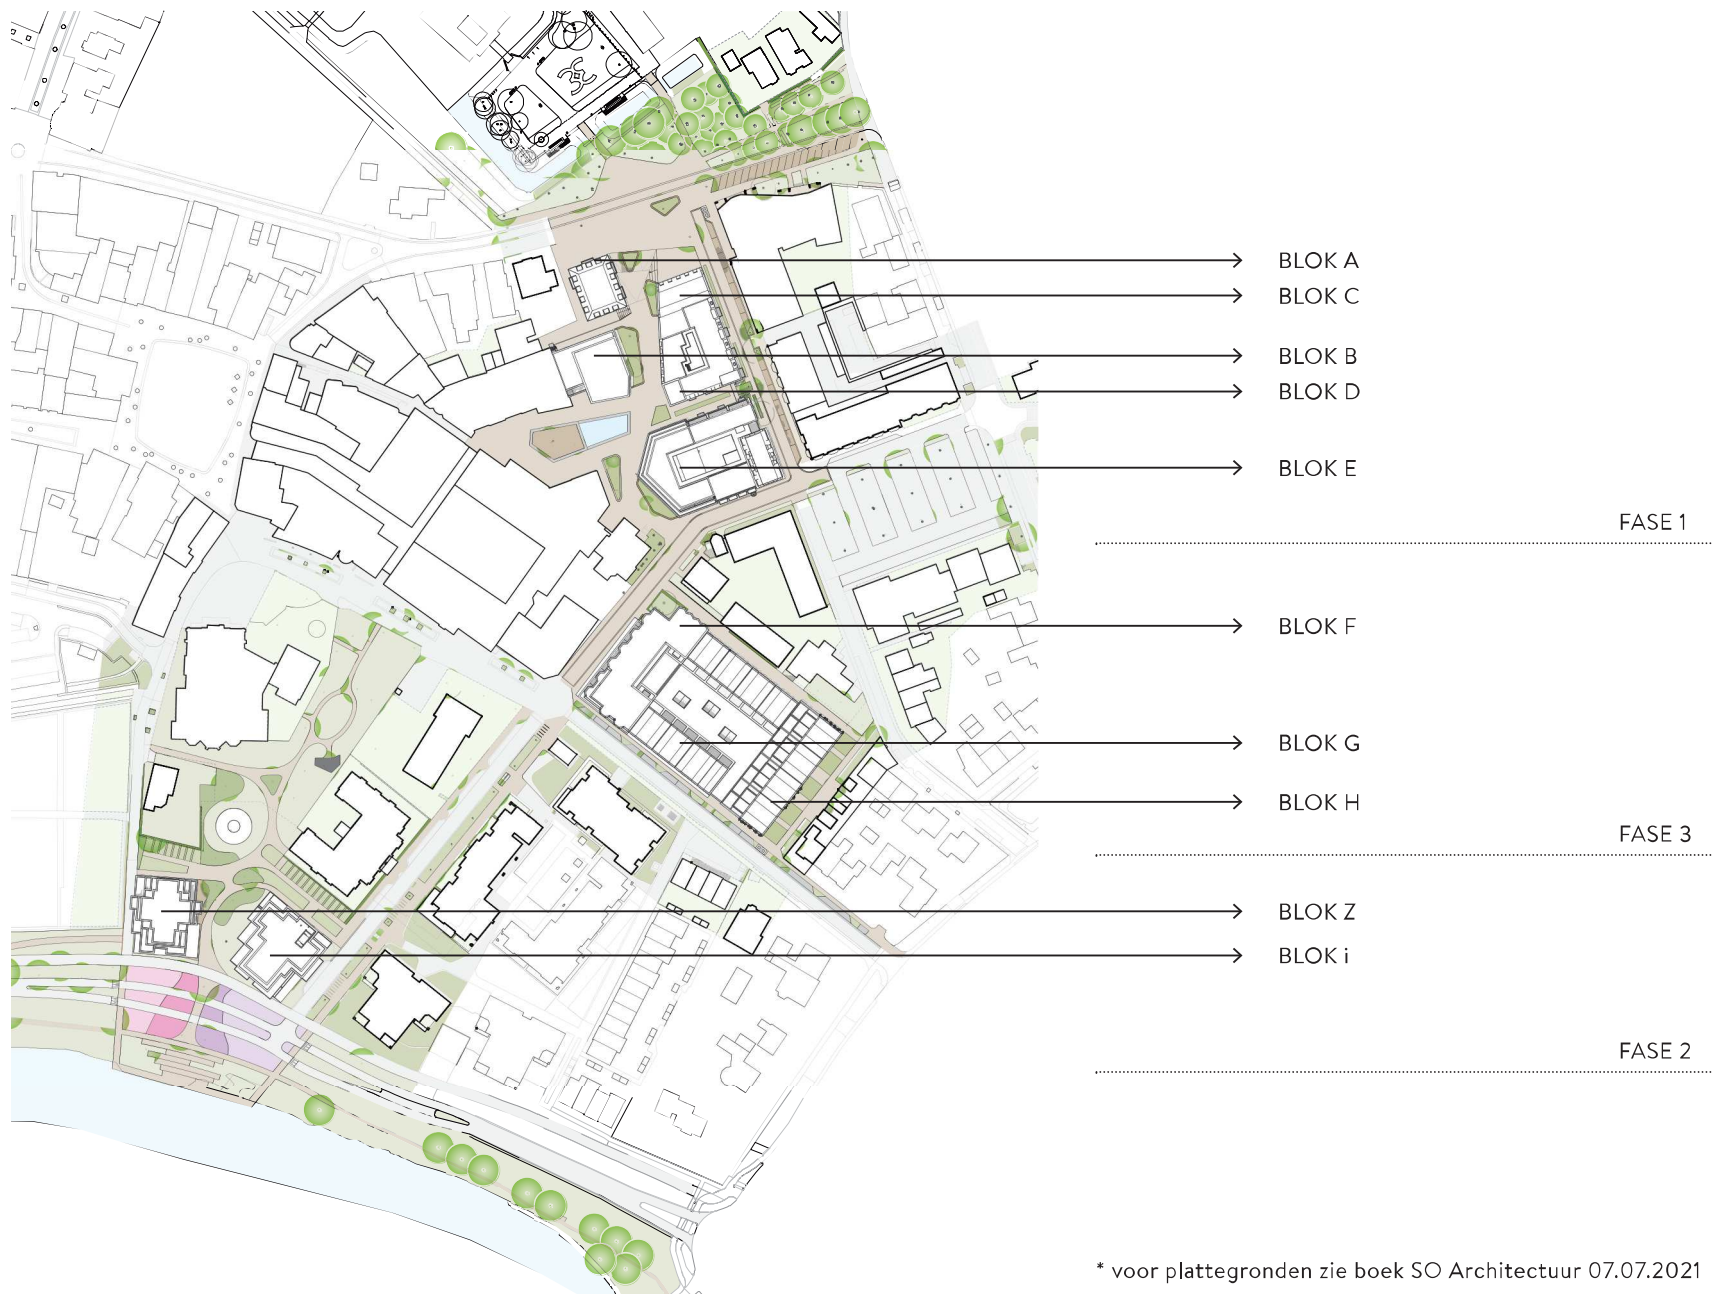 BLOK A
BLOK C
BLOK B
BLOK D
BLOK E
FASE 1
BLOK F
BLOK G
BLOK H
FASE 3
BLOK Z
BLOK i
FASE 2
* voor plattegronden zie boek SO Architectuur 07.07.2021